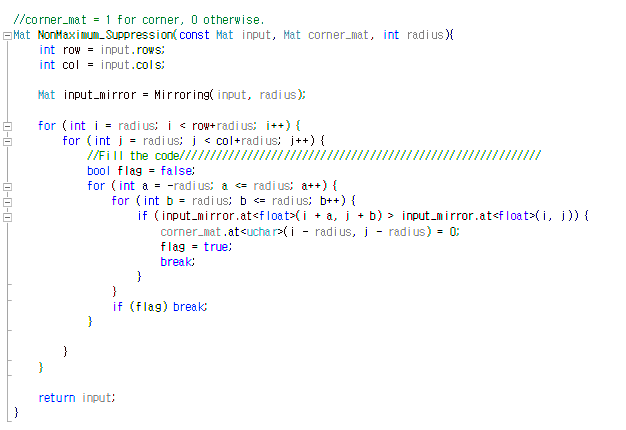 //corner_mat = 1 for corner, 0 otherwise.
Mat NonMaximum_Suppression(const Mat input, Mat corner_mat, int radius){
int row = input.rows;
int col = input.cols;
Mat input_mirror = Mirroring(input, radius);
for (int i = radius; i < row+radius; i++) {
for (int j = radius; j < col+radius; j++) {
//Fill the code///////////////////////////////////////////////////////////
bool flag = false;
for (int a = -radius; a <= radius; a++) {
for (int b = radius; b <= radius; b++) {
if (input_mirror.at<float>(i + a, j + b) > input_mirror.at<float>(i, j)) {
corner_mat.at<uchar>(i - radius, j - radius) = 0;
flag = true;
break;
}
}
if (flag) break;
}
}
}
return input;
}